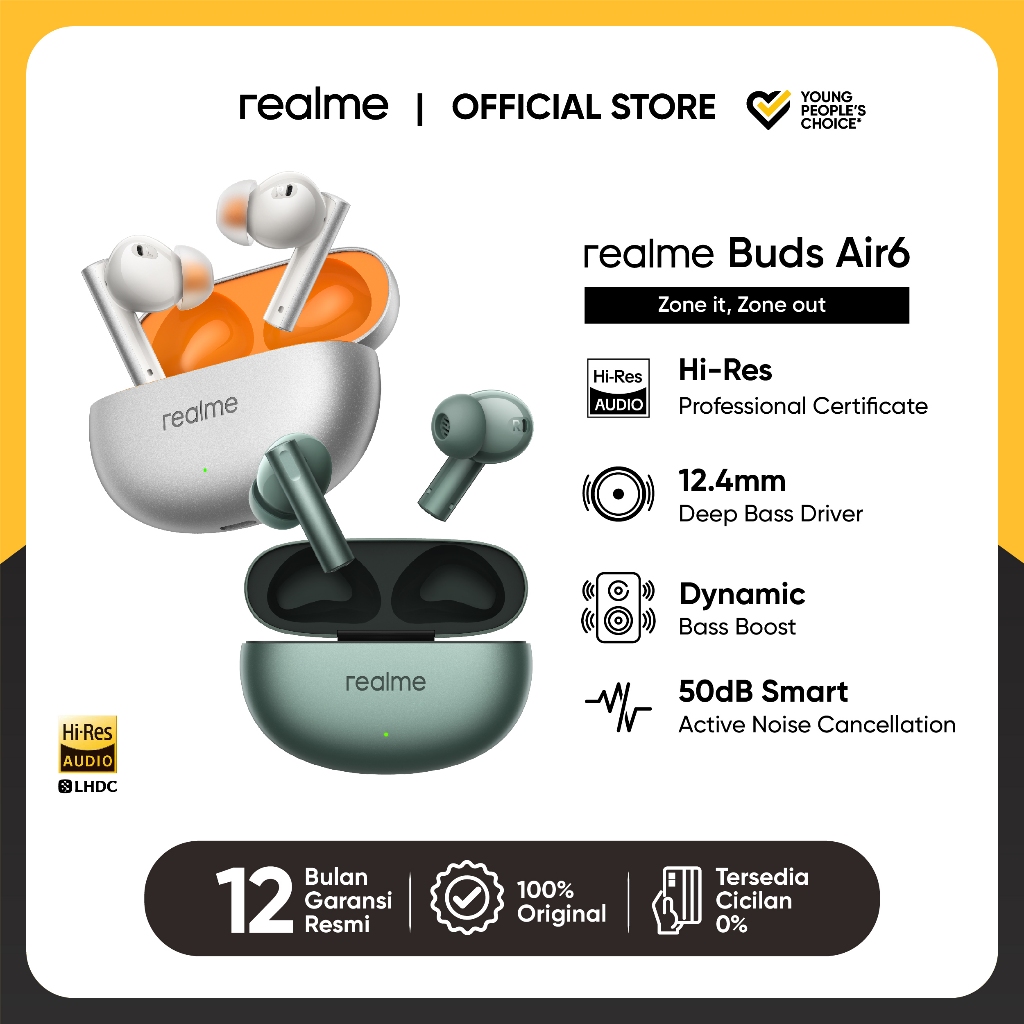 realme | OFFICIAL STORE
YOUNG
PEOPLE'S
CHOICE*
realme Buds Air6
Zone it, Zone out
Hi-Res
AUDIO
Hi-Res
Professional Certificate
12.4mm
Deep Bass Driver
Dynamic
Bass Boost
50dB Smart
Active Noise Cancellation
realme
R
realme
Hi-Res
AUDIO
LHDC
12
Bulan
Garansi
Resmi
100%
Original
Tersedia
Cicilan
0%